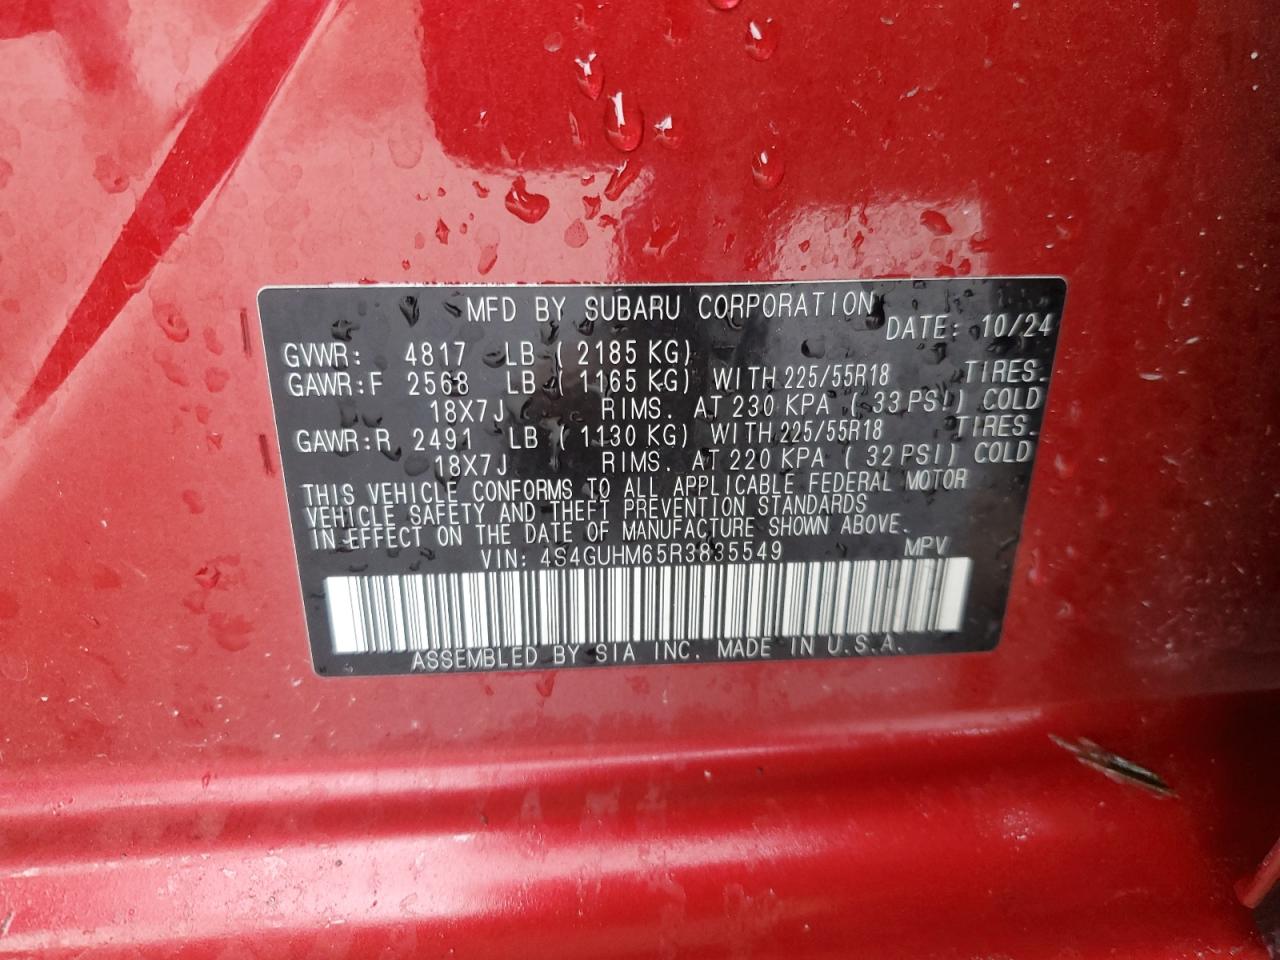 MFD BY SUBARU CORPORATION
DATE: 10/24
GVWR: 4817 LB ( 2185 KG)
GAWR:F 2568 LB ( 1165 KG) WITH 225/55R18 TIRES.
18X7J RIMS. AT 230 KPA ( 33 PSI) COLD
GAWR:R 2491 LB ( 1130 KG) WITH 225/55R18 TIRES.
18X7J RIMS. AT 220 KPA ( 32 PSI) COLD
THIS VEHICLE CONFORMS TO ALL APPLICABLE FEDERAL MOTOR
VEHICLE SAFETY AND THEFT PREVENTION STANDARDS
IN EFFECT ON THE DATE OF MANUFACTURE SHOWN ABOVE.
VIN: 4S4GUHM65R3835549 MPV
ASSEMBLED BY SIA INC. MADE IN U.S.A.